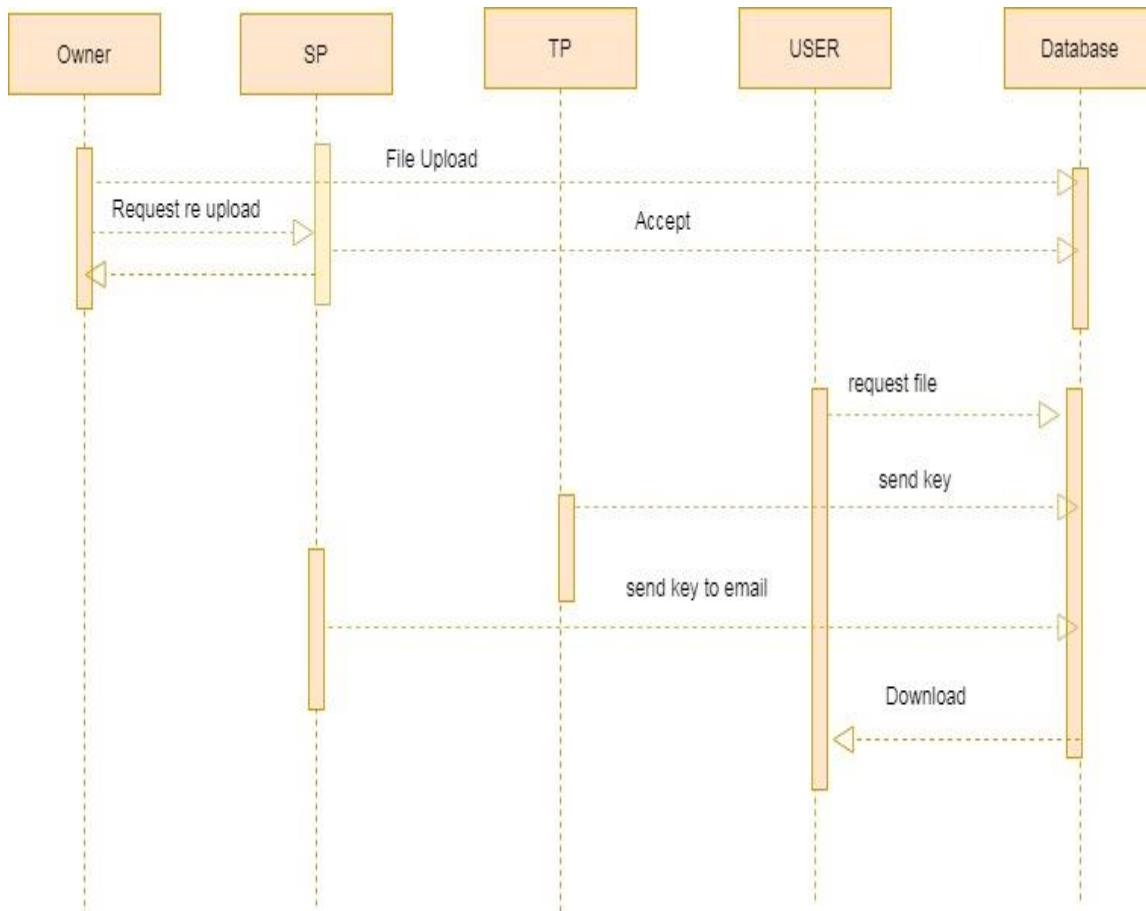 Owner
SP
TP
USER
Database
File Upload
Request re upload
Accept
request file
send key
send key to email
Download